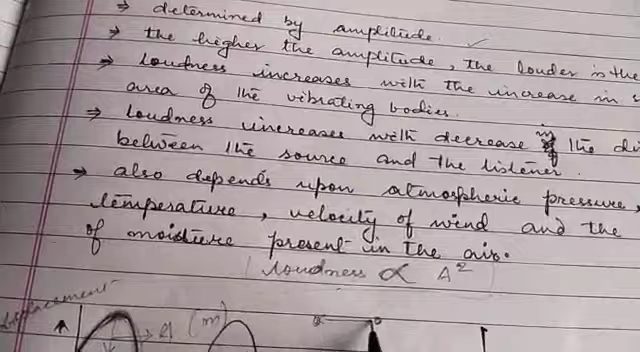 → determined by amplitude.
→ the higher the amplitude, the louder is the
→ loudness increases with the increase in
area of the vibrating bodies.
→ loudness increases with decrease in the di
between the source and the listener.
→ also depends upon atmospheric pressure,
temperature, velocity of wind and the
of moisture present in the air.
(loudness ∝ A²)
displacement
A (m)